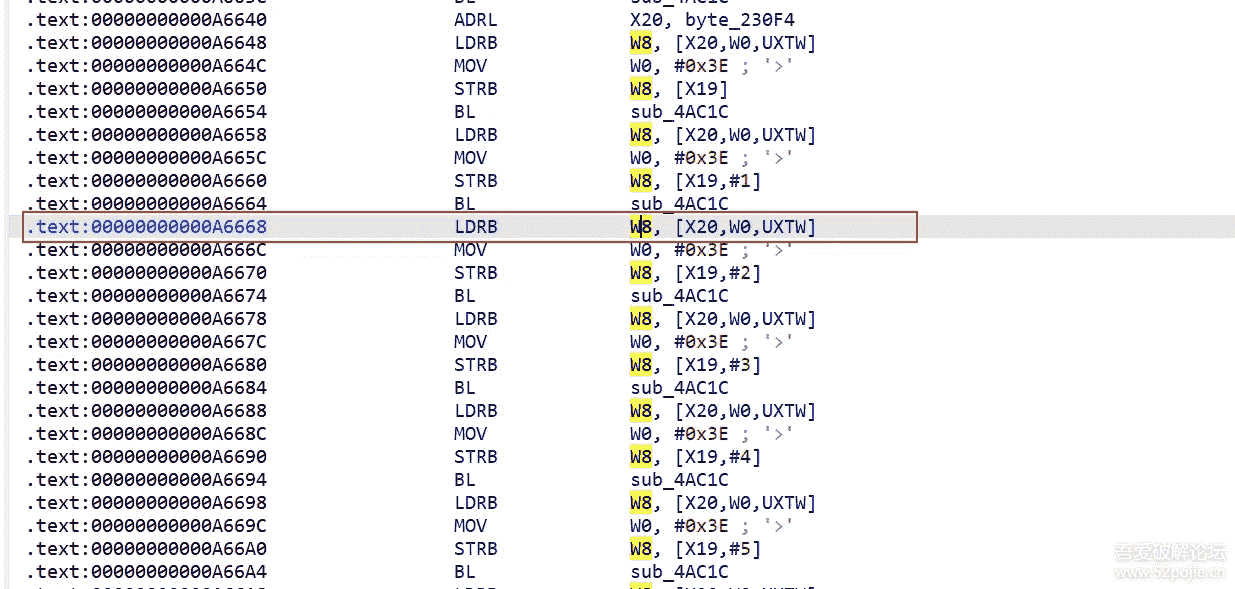 .text:00000000000A6640 ADRL X20, byte_230F4
.text:00000000000A6648 LDRB W8, [X20,W0,UXTW]
.text:00000000000A664C MOV W0, #0x3E ; '>'
.text:00000000000A6650 STRB W8, [X19]
.text:00000000000A6654 BL sub_4AC1C
.text:00000000000A6658 LDRB W8, [X20,W0,UXTW]
.text:00000000000A665C MOV W0, #0x3E ; '>'
.text:00000000000A6660 STRB W8, [X19,#1]
.text:00000000000A6664 BL sub_4AC1C
.text:00000000000A6668 LDRB W8, [X20,W0,UXTW]
.text:00000000000A666C MOV W0, #0x3E ; '>'
.text:00000000000A6670 STRB W8, [X19,#2]
.text:00000000000A6674 BL sub_4AC1C
.text:00000000000A6678 LDRB W8, [X20,W0,UXTW]
.text:00000000000A667C MOV W0, #0x3E ; '>'
.text:00000000000A6680 STRB W8, [X19,#3]
.text:00000000000A6684 BL sub_4AC1C
.text:00000000000A6688 LDRB W8, [X20,W0,UXTW]
.text:00000000000A668C MOV W0, #0x3E ; '>'
.text:00000000000A6690 STRB W8, [X19,#4]
.text:00000000000A6694 BL sub_4AC1C
.text:00000000000A6698 LDRB W8, [X20,W0,UXTW]
.text:00000000000A669C MOV W0, #0x3E ; '>'
.text:00000000000A66A0 STRB W8, [X19,#5]
.text:00000000000A66A4 BL sub_4AC1C
吾爱破解论坛
www.52pojie.cn